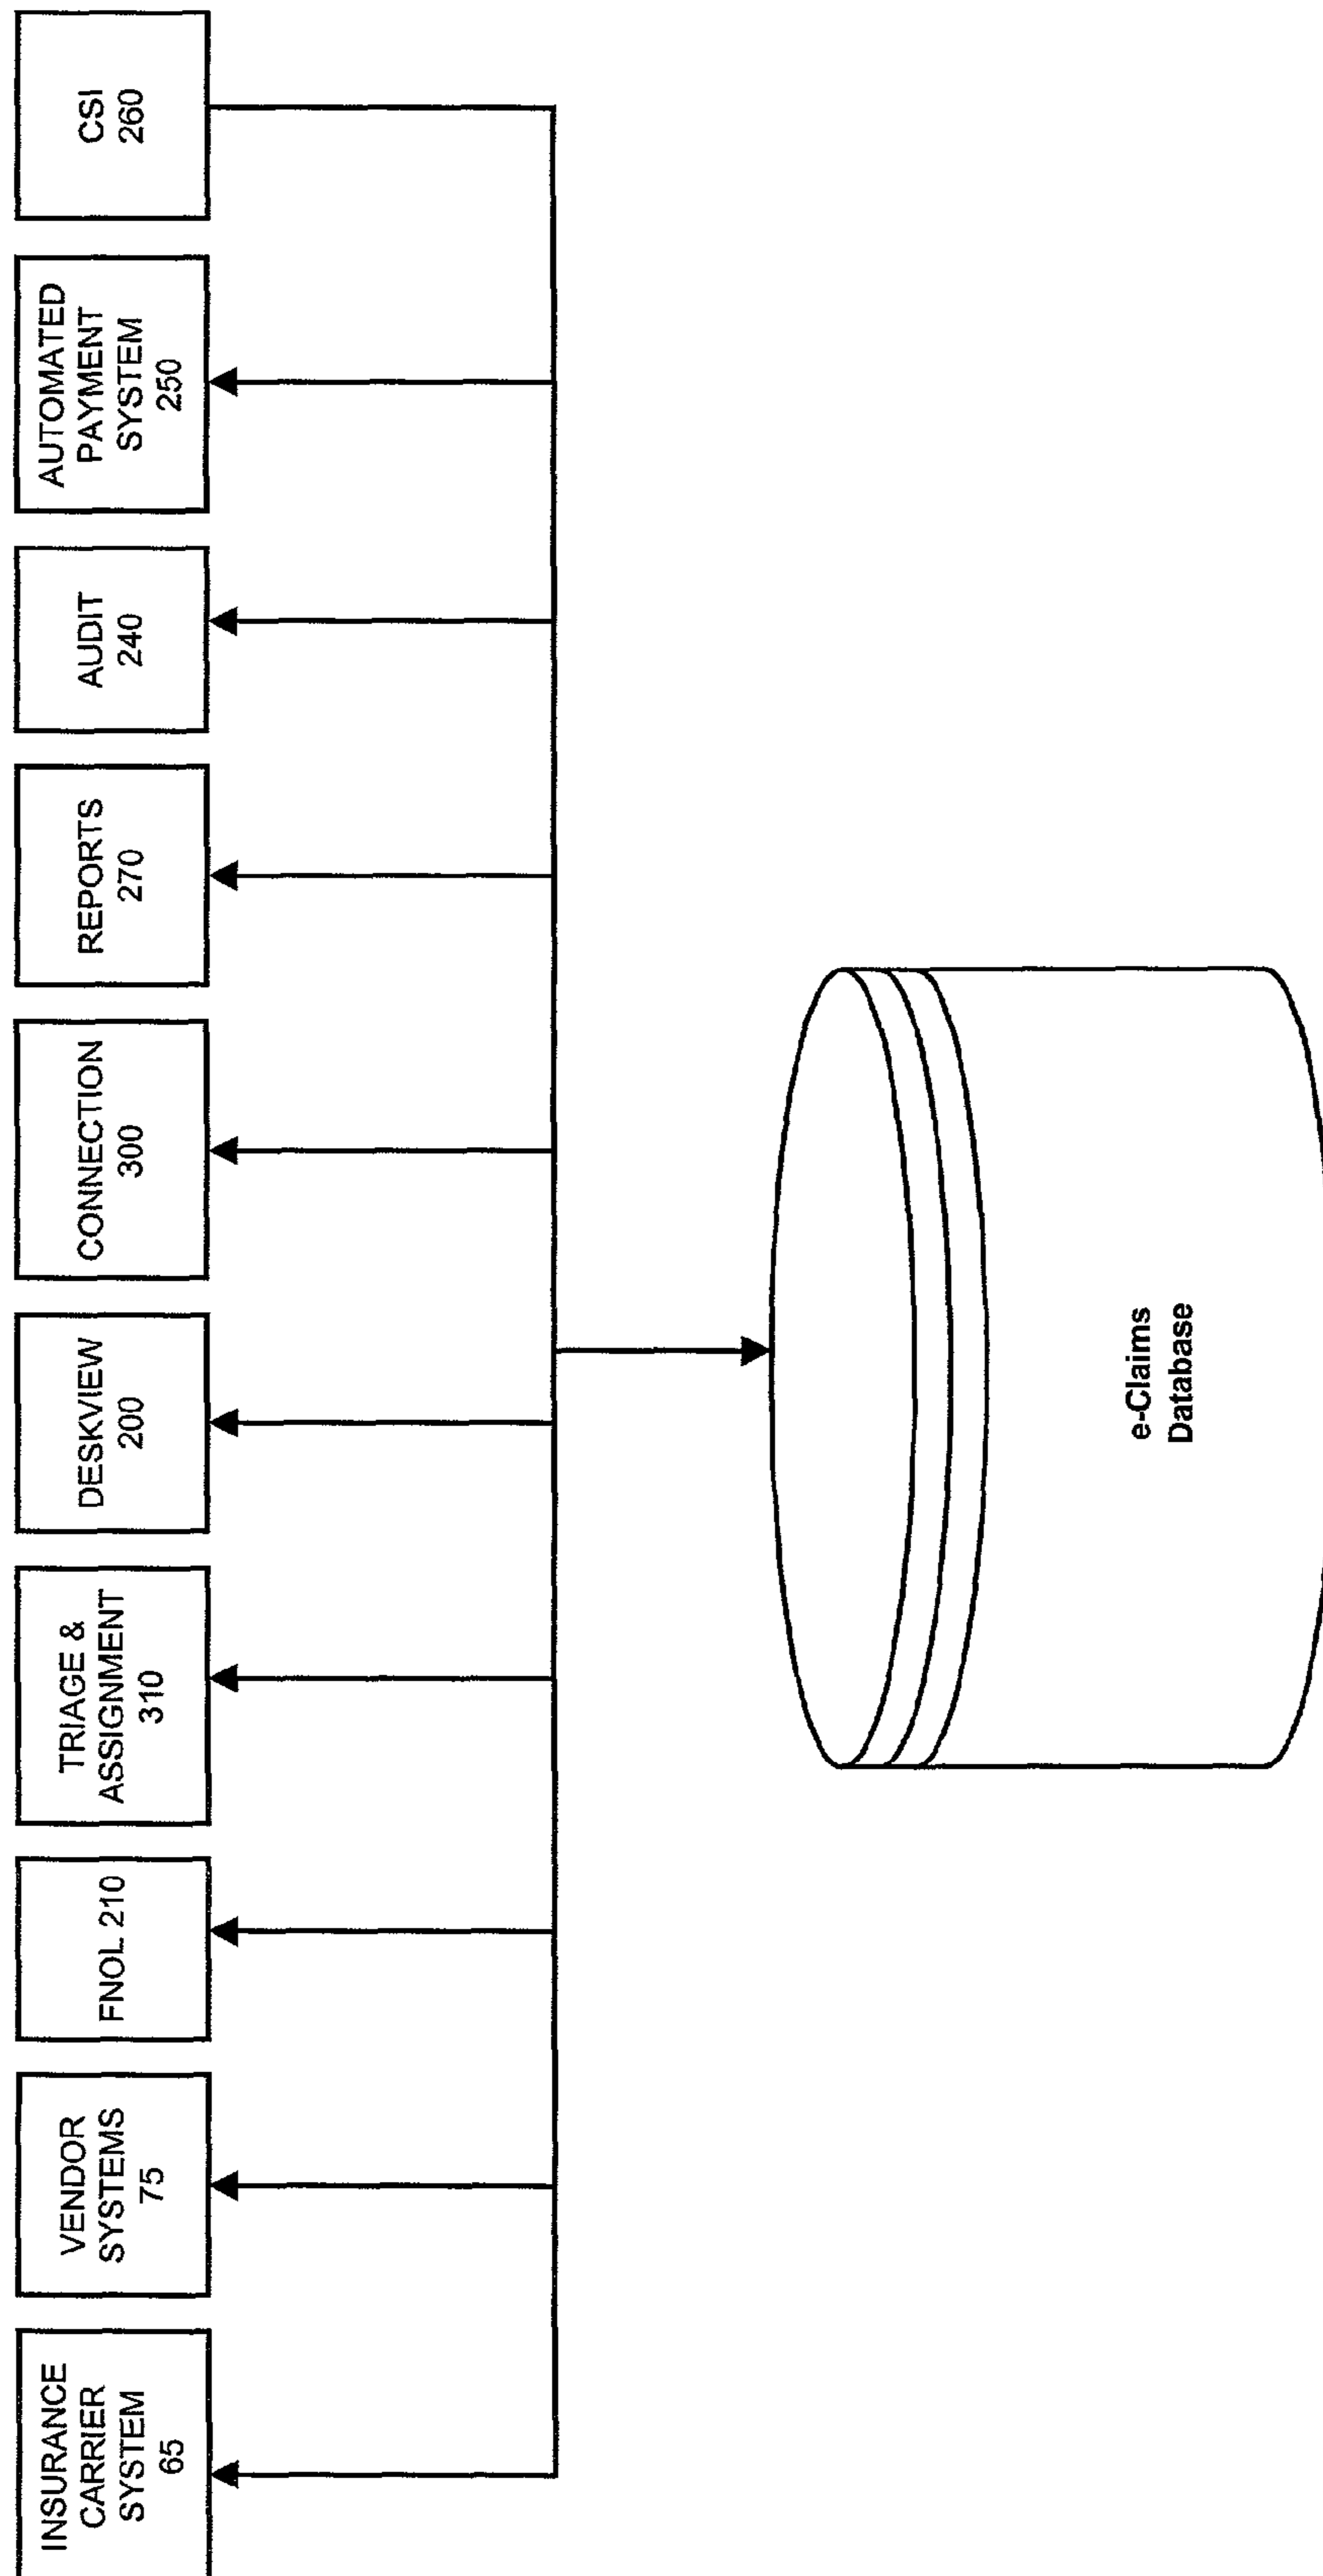 INSURANCE
CARRIER
SYSTEM
65
VENDOR
SYSTEMS
75
FNOL 210
TRIAGE &
ASSIGNMENT
310
DESKVIEW
200
CONNECTION
300
REPORTS
270
AUDIT
240
AUTOMATED
PAYMENT
SYSTEM
250
CSI
260
e-Claims
Database